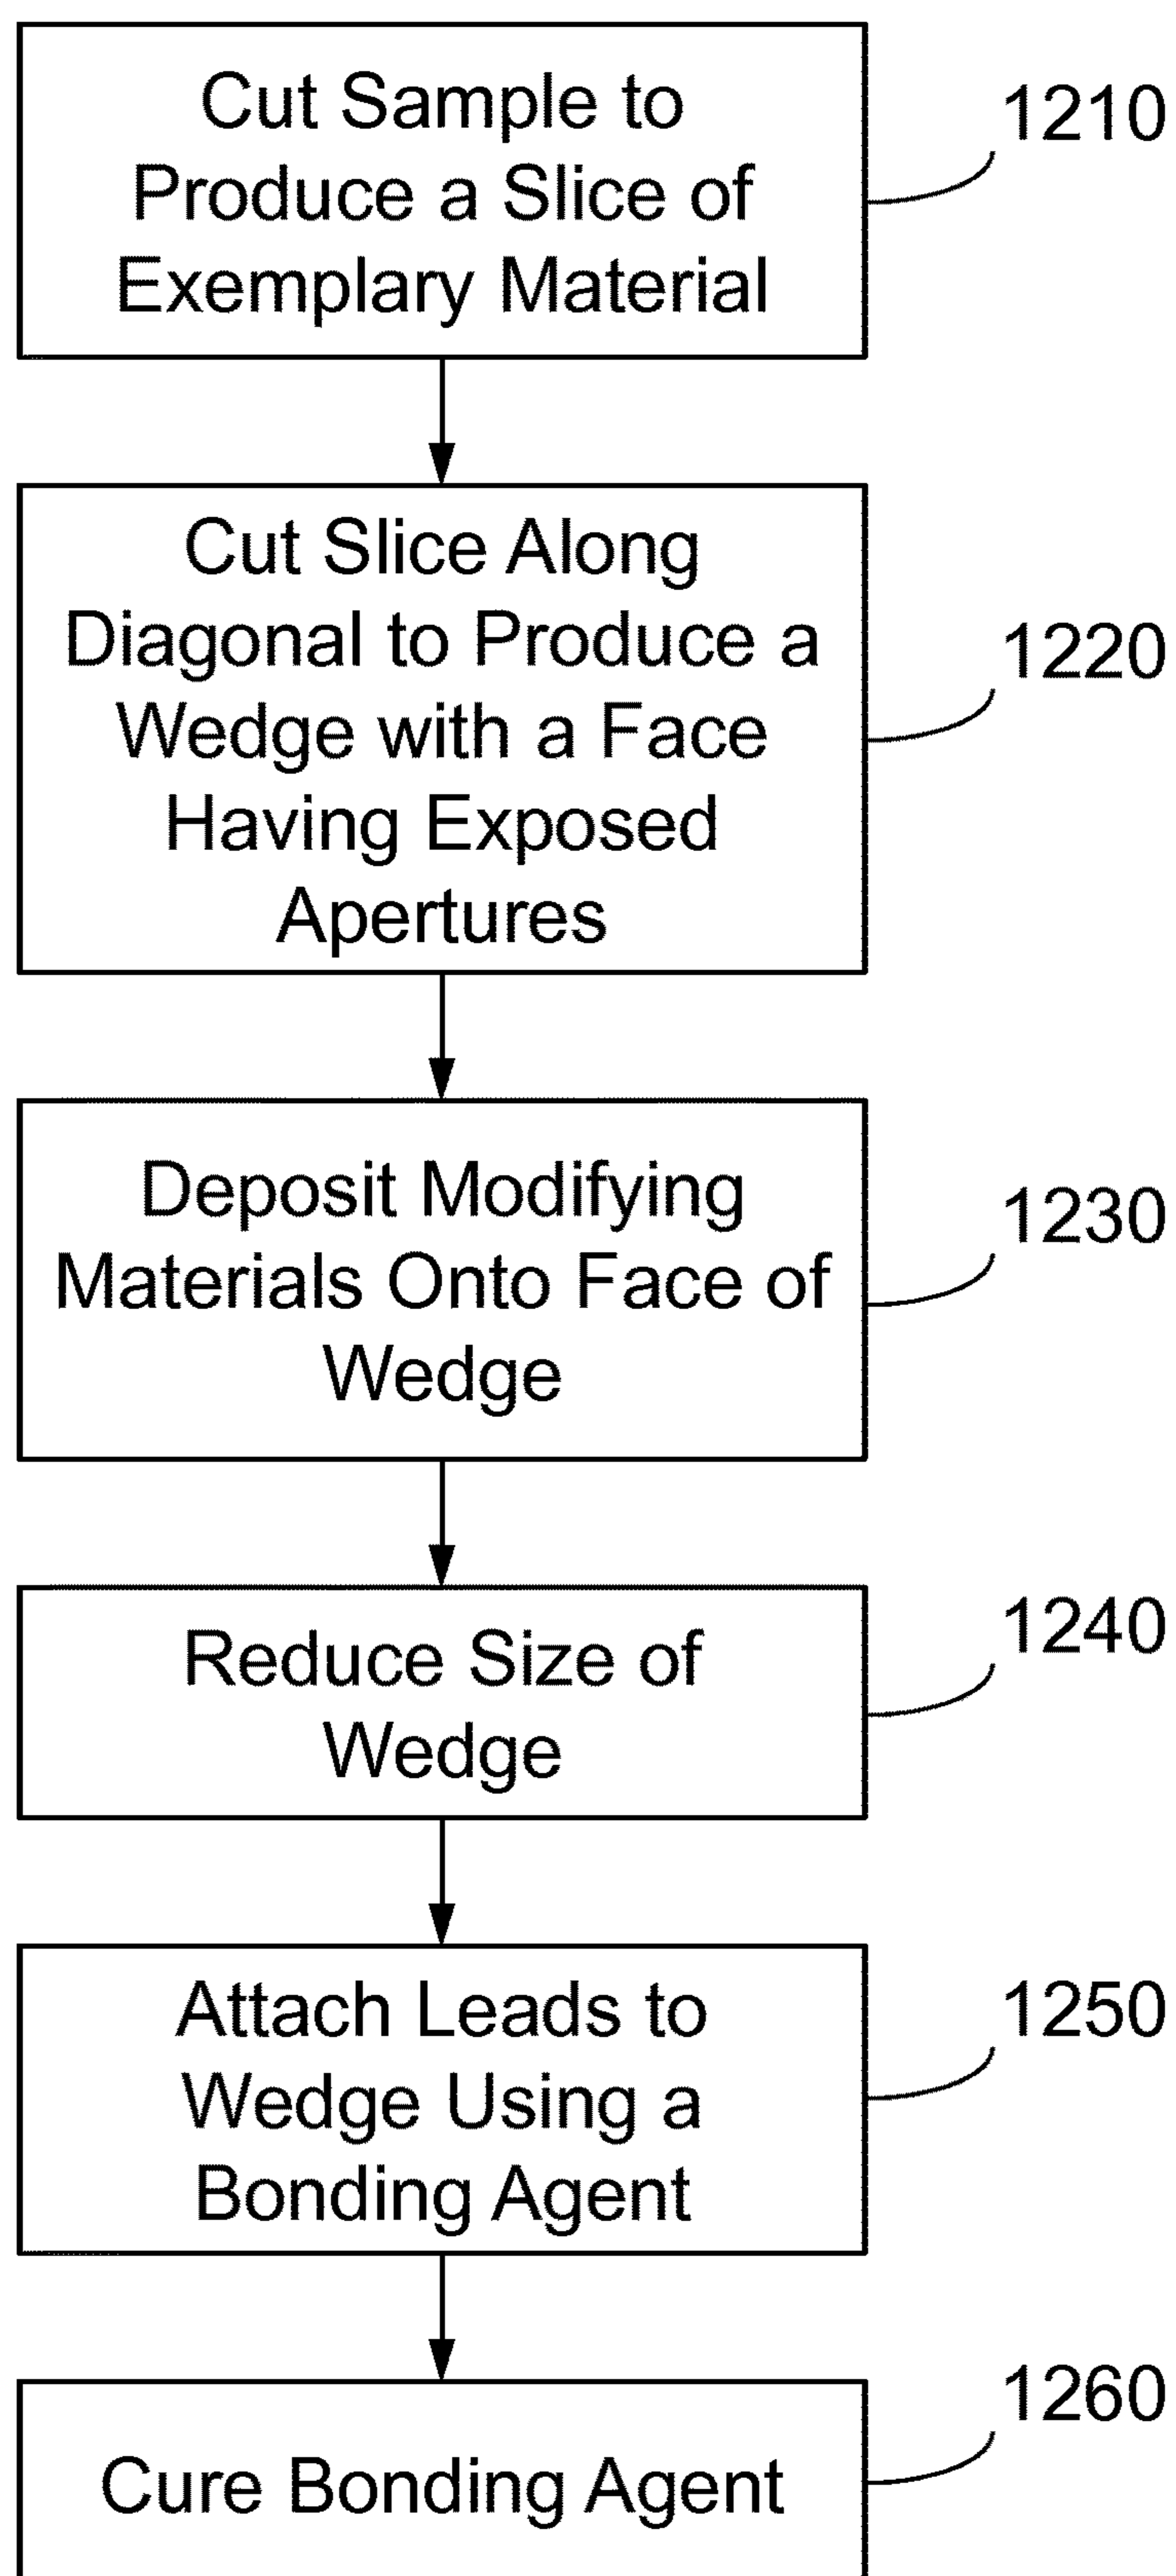 Cut Sample to
Produce a Slice of
Exemplary Material
1210
Cut Slice Along
Diagonal to Produce a
Wedge with a Face
Having Exposed
Apertures
1220
Deposit Modifying
Materials Onto Face of
Wedge
1230
Reduce Size of
Wedge
1240
Attach Leads to
Wedge Using a
Bonding Agent
1250
Cure Bonding Agent
1260